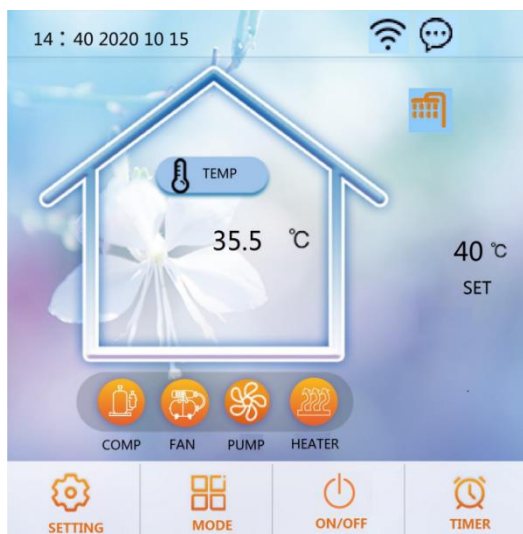 14：40 2020 10 15
TEMP
35.5 ℃
40 ℃
SET
COMP FAN PUMP HEATER
SETTING MODE ON/OFF TIMER